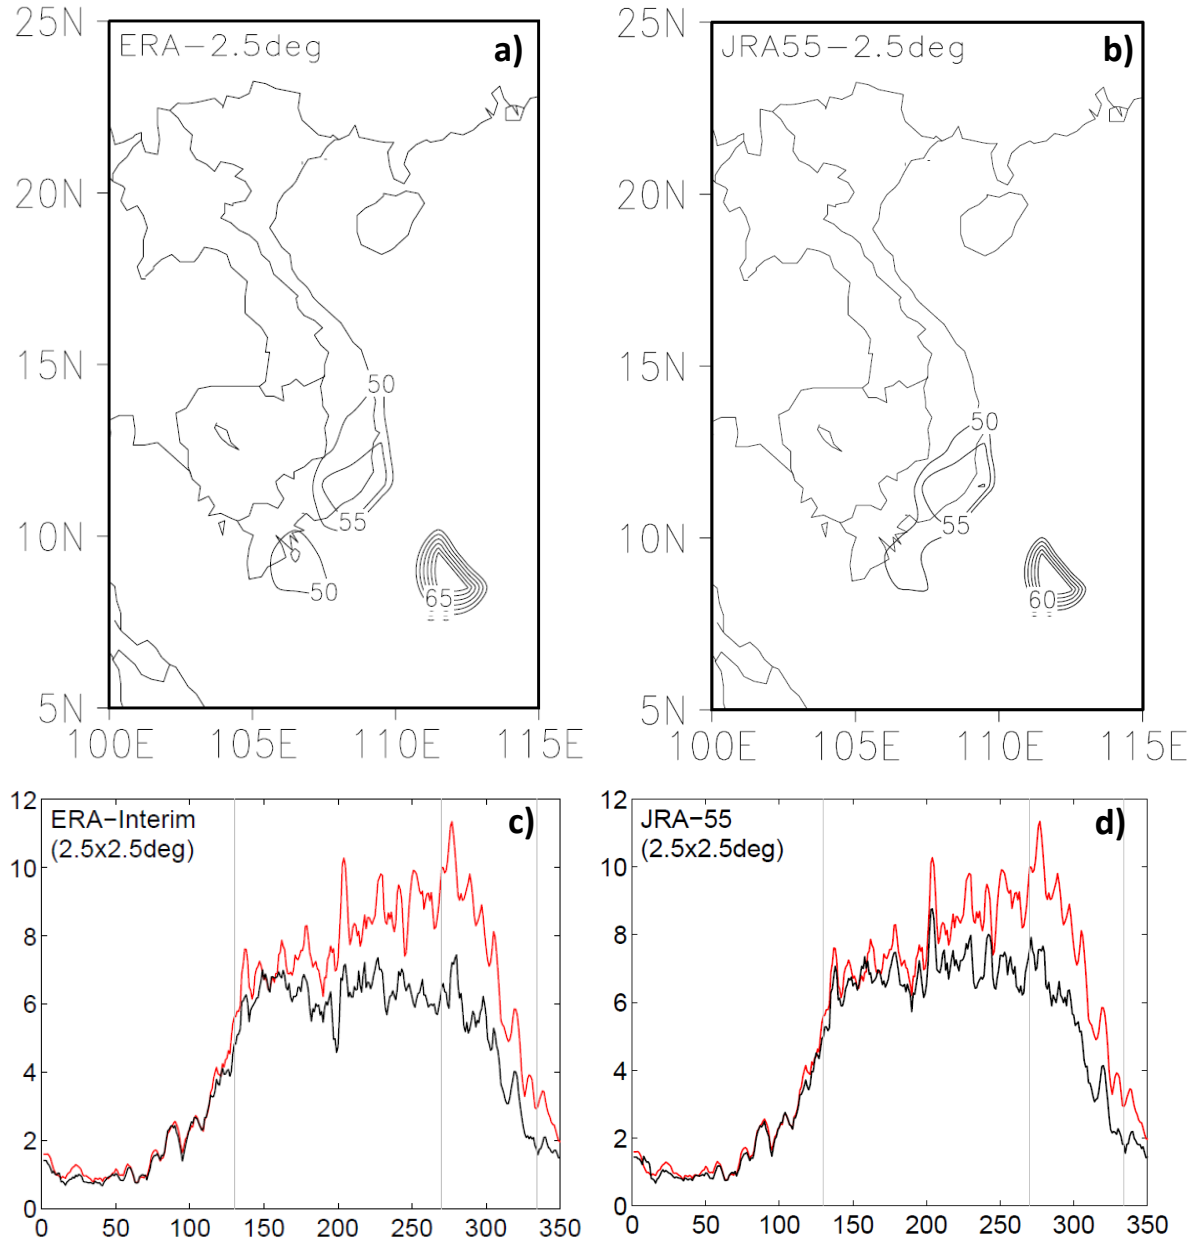 25N
ERA−2.5deg
a)
20N
15N
10N
5N
100E 105E 110E 115E
50
55
50
65
25N
JRA55−2.5deg
b)
20N
15N
10N
5N
100E 105E 110E 115E
50
55
60
12
10
8
6
4
2
0
ERA−Interim
(2.5x2.5deg)
c)
0 50 100 150 200 250 300 350
12
10
8
6
4
2
0
JRA−55
(2.5x2.5deg)
d)
0 50 100 150 200 250 300 350